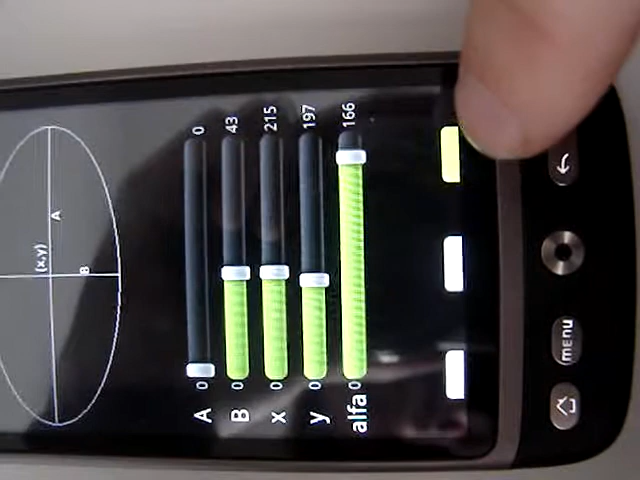 (x,y)
A
B
A 0 0
B 0 43
x 0 215
y 0 197
alfa 0 166
menu